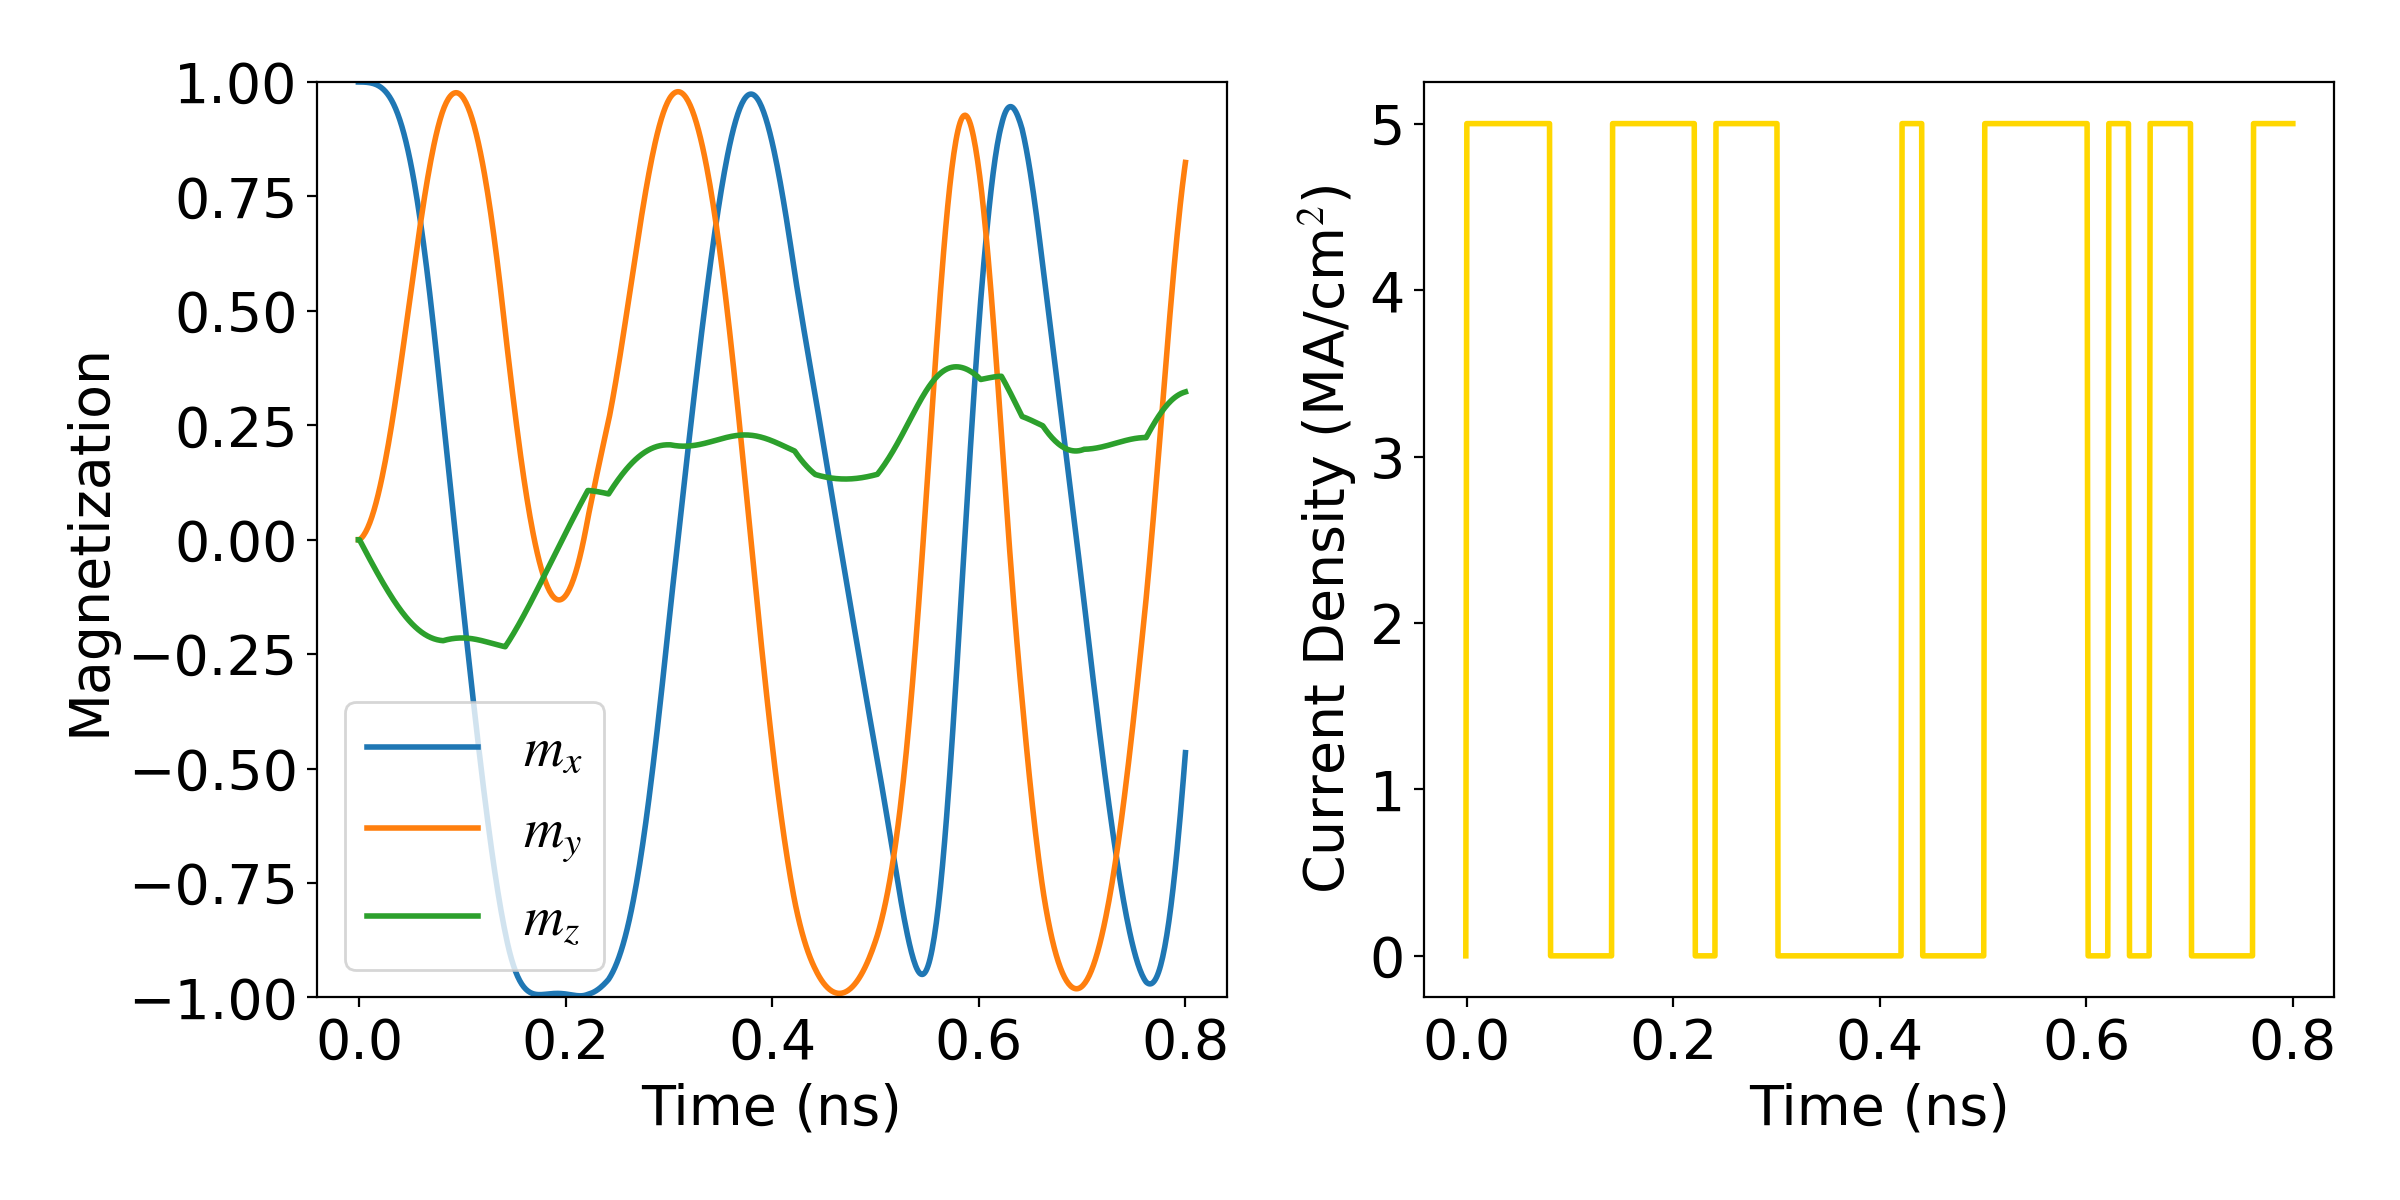 1.00
0.75
0.50
0.25
0.00
−0.25
−0.50
−0.75
−1.00
Magnetization
m_x
m_y
m_z
0.0 0.2 0.4 0.6 0.8
Time (ns)
5
4
3
2
1
0
Current Density (MA/cm²)
0.0 0.2 0.4 0.6 0.8
Time (ns)